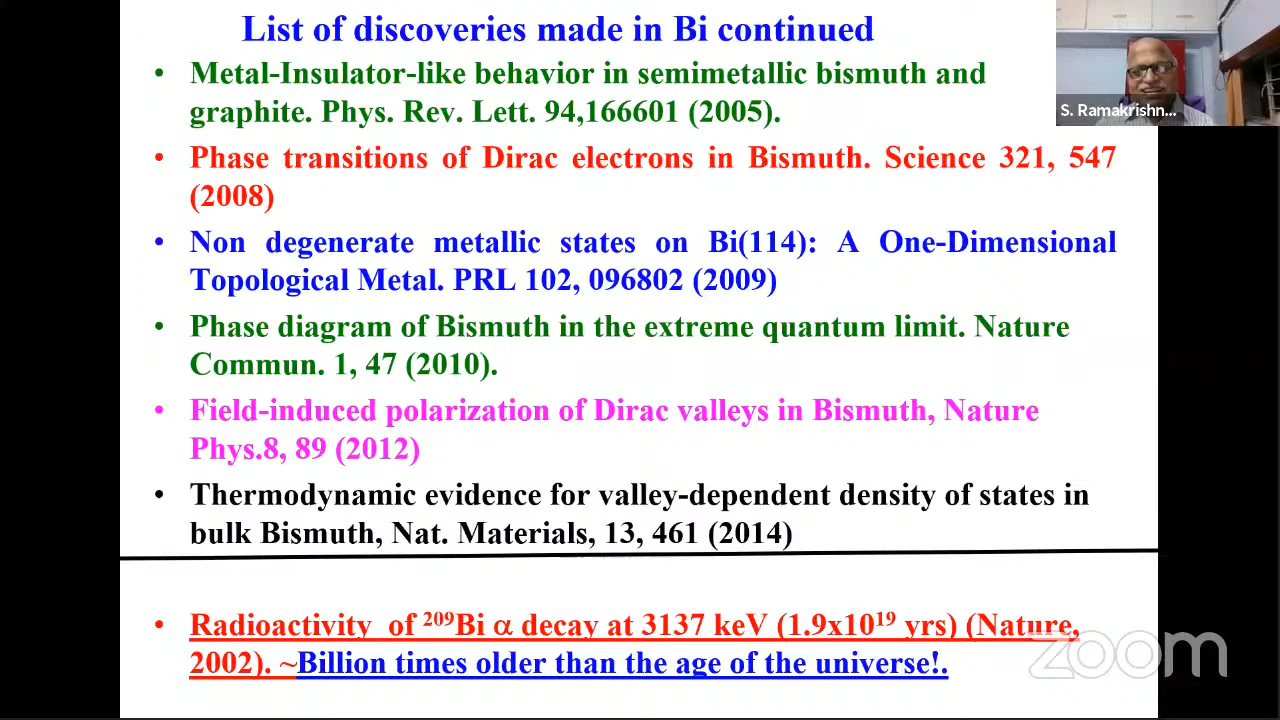 List of discoveries made in Bi continued
• Metal-Insulator-like behavior in semimetallic bismuth and
graphite. Phys. Rev. Lett. 94,166601 (2005).
• Phase transitions of Dirac electrons in Bismuth. Science 321, 547
(2008)
• Non degenerate metallic states on Bi(114): A One-Dimensional
Topological Metal. PRL 102, 096802 (2009)
• Phase diagram of Bismuth in the extreme quantum limit. Nature
Commun. 1, 47 (2010).
• Field-induced polarization of Dirac valleys in Bismuth, Nature
Phys.8, 89 (2012)
• Thermodynamic evidence for valley-dependent density of states in
bulk Bismuth, Nat. Materials, 13, 461 (2014)
• Radioactivity of ²⁰⁹Bi α decay at 3137 keV (1.9x10¹⁹ yrs) (Nature,
2002). ~Billion times older than the age of the universe!.
S. Ramakrishn...
zoom